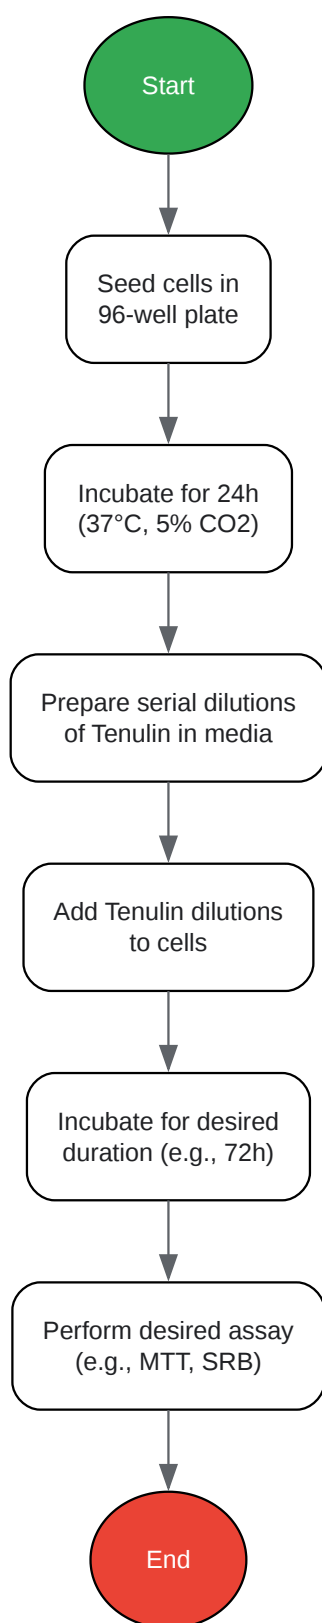 Start
Seed cells in
96-well plate
Incubate for 24h
(37°C, 5% CO2)
Prepare serial dilutions
of Tenulin in media
Add Tenulin dilutions
to cells
Incubate for desired
duration (e.g., 72h)
Perform desired assay
(e.g., MTT, SRB)
End